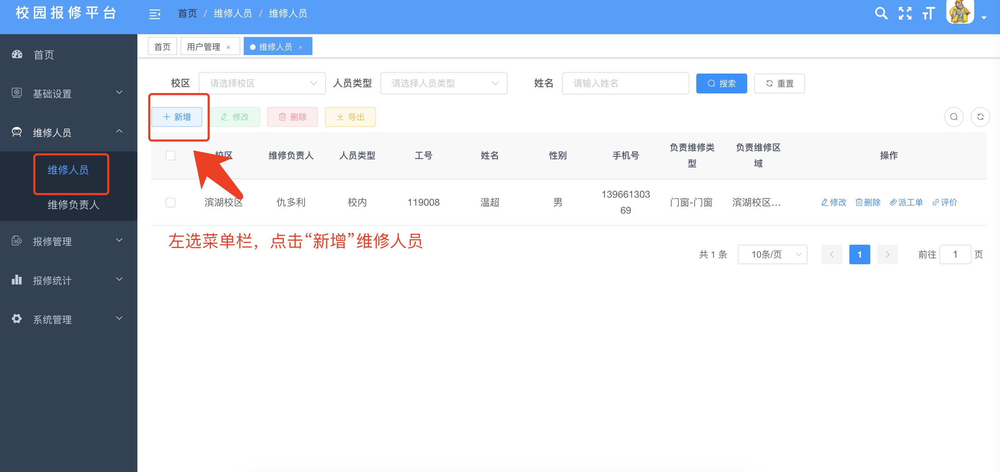 校园报修平台
首页 / 维修人员 / 维修人员
首页
用户管理 ×
维修人员 ×
首页
基础设置
维修人员
维修人员
维修负责人
报修管理
报修统计
系统管理
校区 请选择校区 人员类型 请选择人员类型 姓名 请输入姓名 搜索 重置
新增 修改 删除 导出
校区 维修负责人 人员类型 工号 姓名 性别 手机号 负责维修类型 负责维修区域 操作
滨湖校区 仇多利 校内 119008 温超 男 13966130369 门窗-门窗 滨湖校区... 修改 删除 派工单 评价
左选菜单栏，点击“新增”维修人员
共 1 条 10条/页 1 前往 1 页